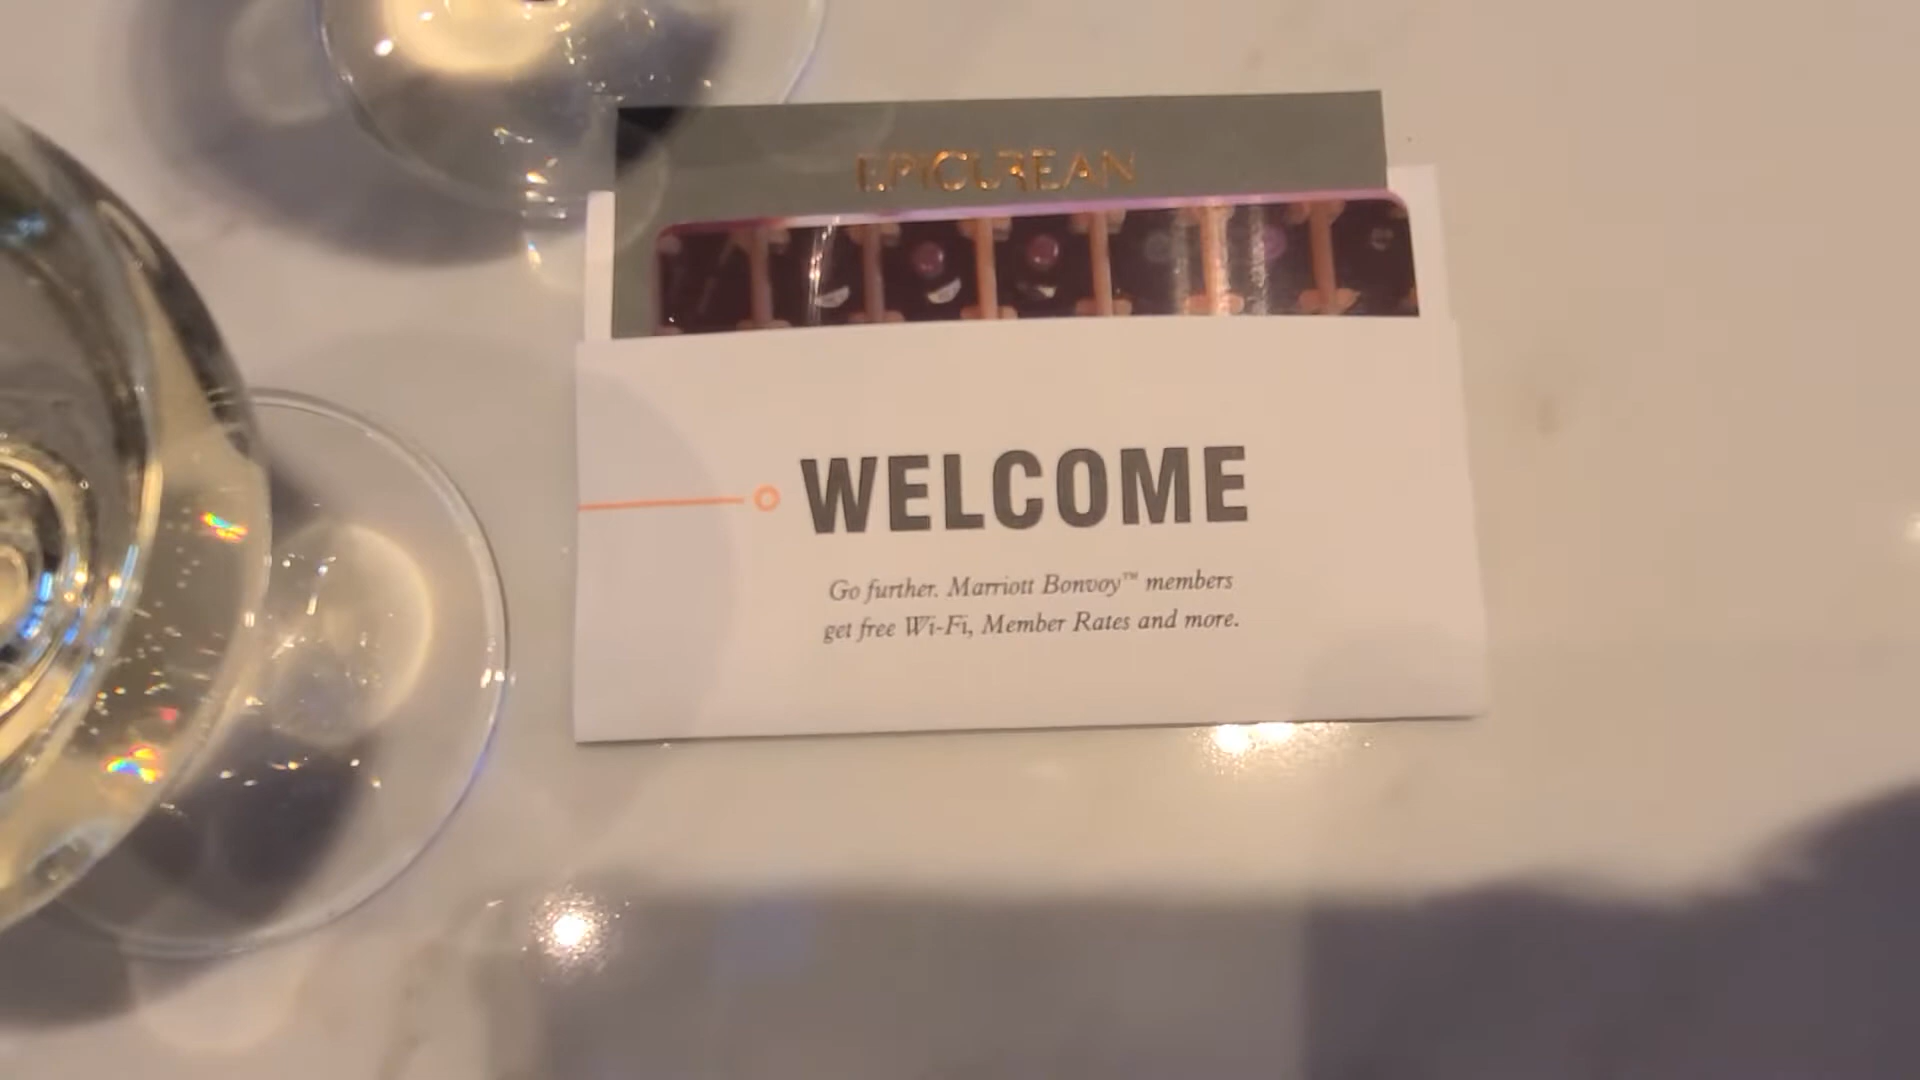 EPICUREAN
WELCOME
Go further. Marriott Bonvoy™ members
get free Wi-Fi, Member Rates and more.